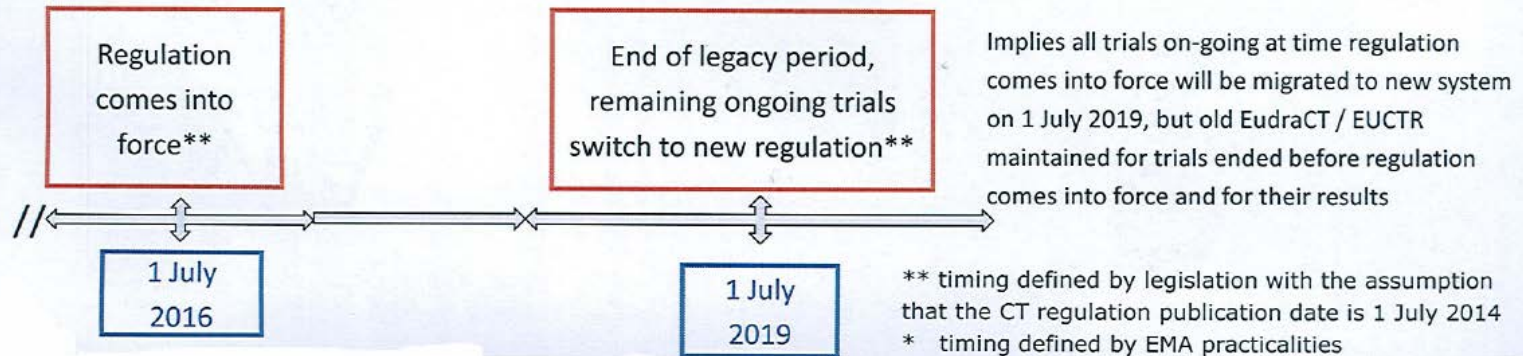 Regulation
comes into
force**
End of legacy period,
remaining ongoing trials
switch to new regulation**
Implies all trials on-going at time regulation
comes into force will be migrated to new system
on 1 July 2019, but old EudraCT / EUCTR
maintained for trials ended before regulation
comes into force and for their results
//
1 July
2016
1 July
2019
** timing defined by legislation with the assumption
that the CT regulation publication date is 1 July 2014
* timing defined by EMA practicalities